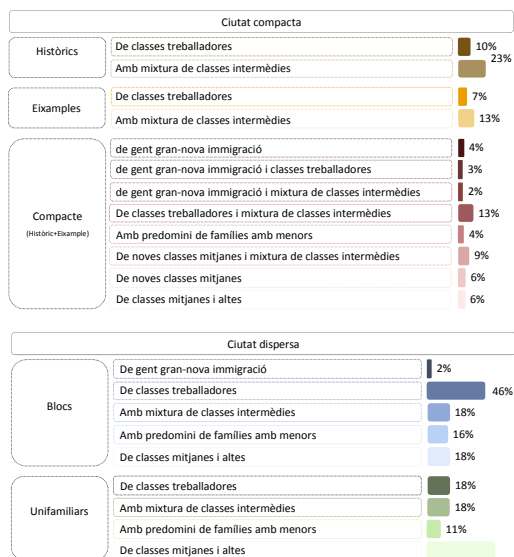 Ciutat compacta
Històrics
De classes treballadores 10%
Amb mixtura de classes intermèdies 23%
Eixamples
De classes treballadores 7%
Amb mixtura de classes intermèdies 13%
Compacte
(Històric+Eixample)
de gent gran-nova immigració 4%
de gent gran-nova immigració i classes treballadores 3%
de gent gran-nova immigració i mixtura de classes intermèdies 2%
De classes treballadores i mixtura de classes intermèdies 13%
Amb predomini de famílies amb menors 4%
De noves classes mitjanes i mixtura de classes intermèdies 9%
De noves classes mitjanes 6%
De classes mitjanes i altes 6%
Ciutat dispersa
Blocs
De gent gran-nova immigració 2%
De classes treballadores 46%
Amb mixtura de classes intermèdies 18%
Amb predomini de famílies amb menors 16%
De classes mitjanes i altes 18%
Unifamiliars
De classes treballadores 18%
Amb mixtura de classes intermèdies 18%
Amb predomini de famílies amb menors 11%
De classes mitjanes i altes